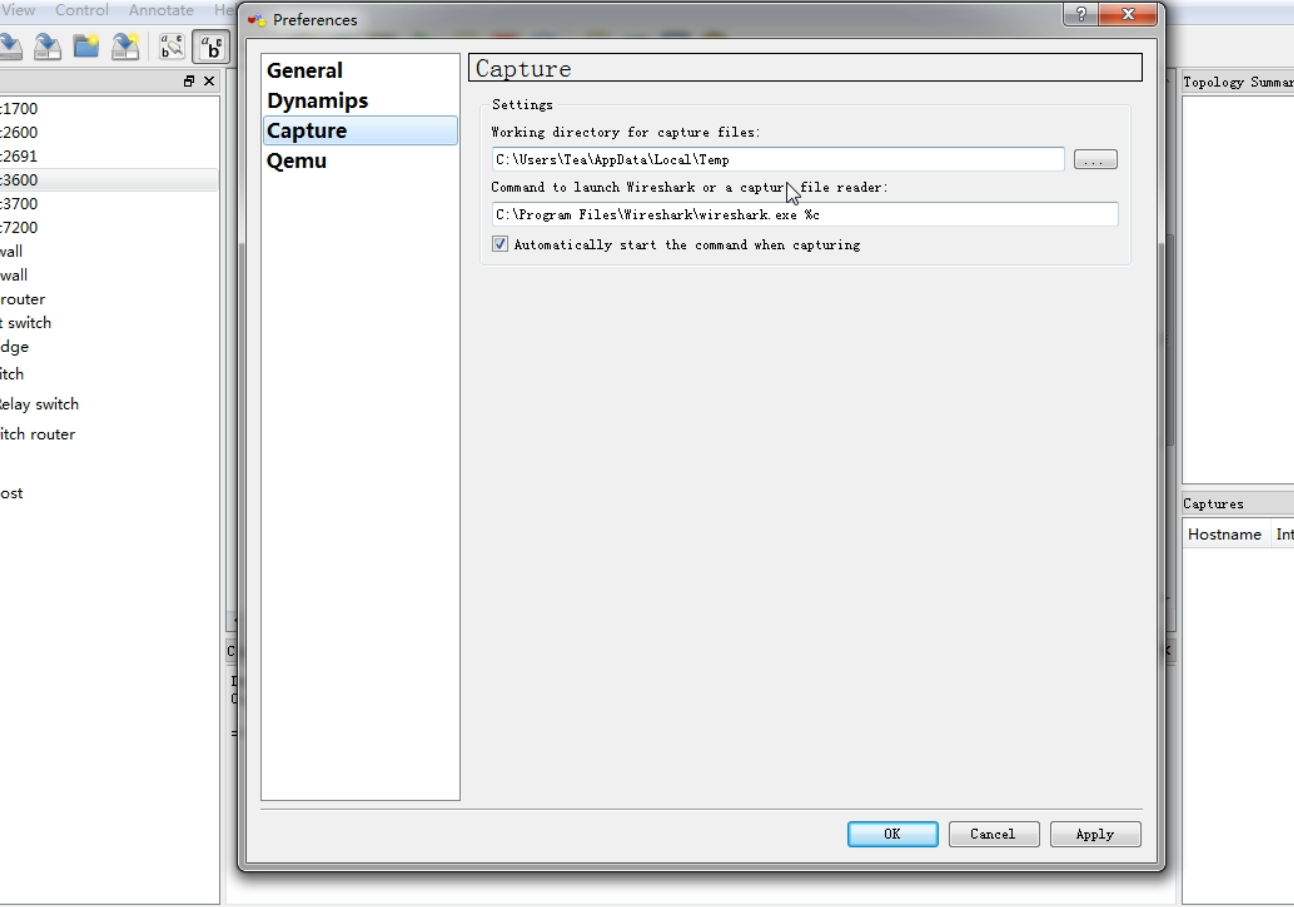 View Control Annotate He
Preferences
c1700
c2600
c2691
c3600
c3700
c7200
wall
wall
router
t switch
dge
itch
Relay switch
itch router
ost
General
Dynamips
Capture
Qemu
Capture
Settings
Working directory for capture files:
C:\Users\Tea\AppData\Local\Temp
...
Command to launch Wireshark or a captur file reader:
C:\Program Files\Wireshark\wireshark.exe %c
Automatically start the command when capturing
OK Cancel Apply
Topology Summar
Captures
Hostname Int